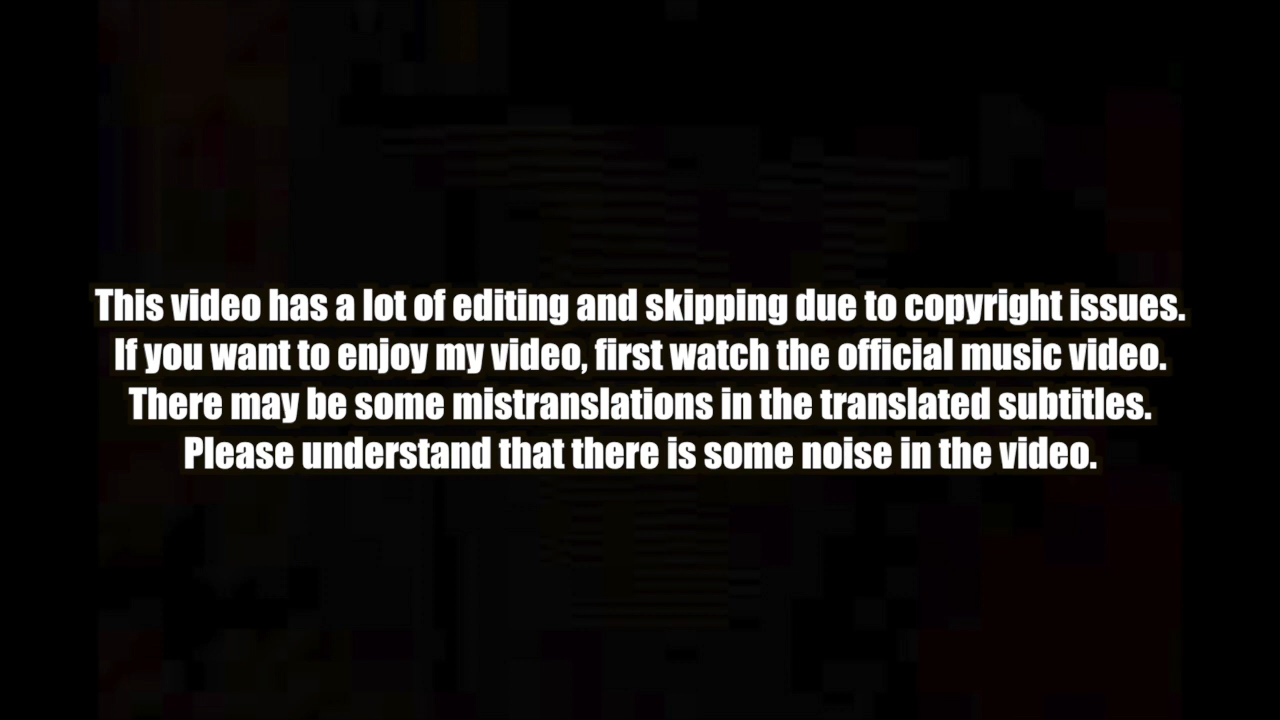 This video has a lot of editing and skipping due to copyright issues.
If you want to enjoy my video, first watch the official music video.
There may be some mistranslations in the translated subtitles.
Please understand that there is some noise in the video.